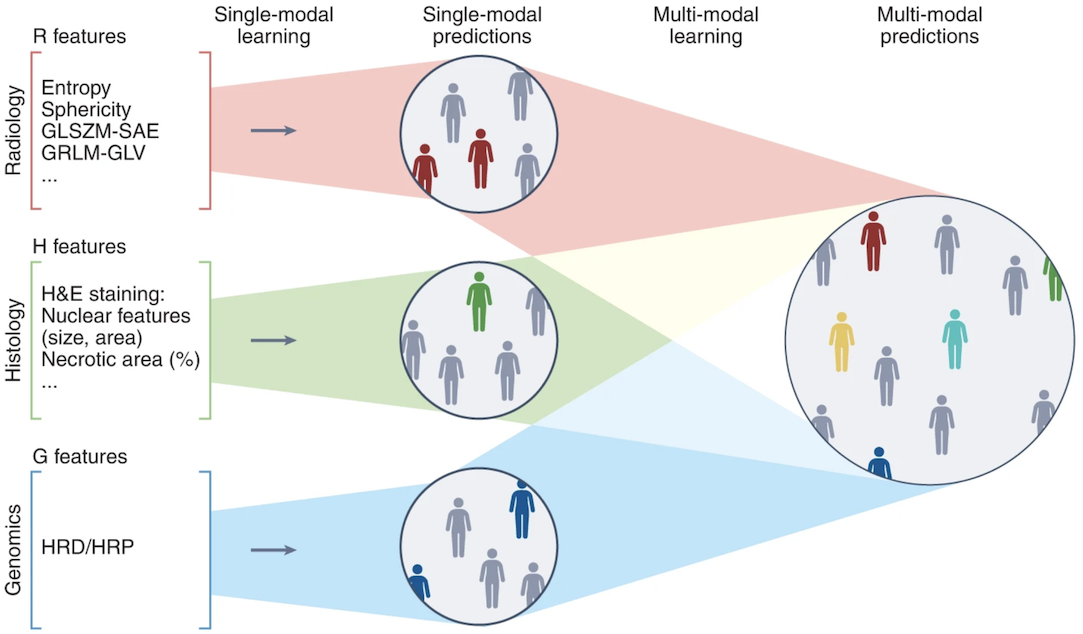 Single-modal
learning
Single-modal
predictions
Multi-modal
learning
Multi-modal
predictions
R features
Radiology
Entropy
Sphericity
GLSZM-SAE
GRLM-GLV
...
H features
Histology
H&E staining:
Nuclear features
(size, area)
Necrotic area (%)
...
G features
Genomics
HRD/HRP